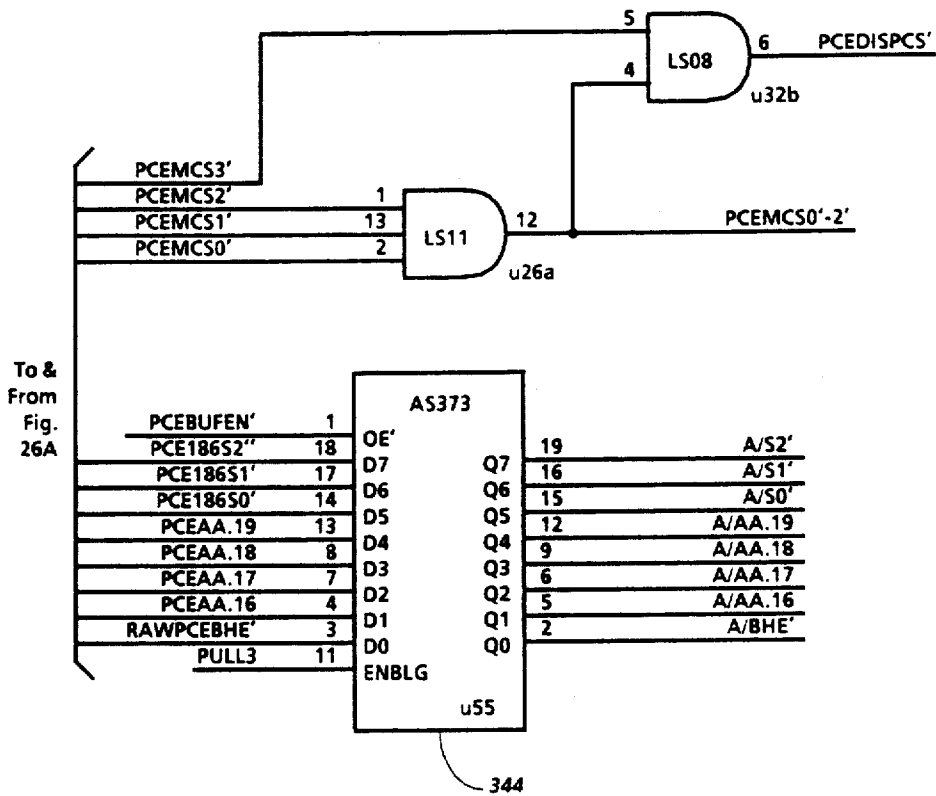 5
LS08
6
PCEDISPCS'
4
u32b
PCEMCS3'
PCEMCS2'
1
PCEMCS1'
13
LS11
12
PCEMCS0'-2'
PCEMCS0'
2
u26a
To &
From
Fig.
26A
AS373
PCEBUFEN' 1 OE'
PCE186S2'' 18 D7 Q7 19 A/S2'
PCE186S1' 17 D6 Q6 16 A/S1'
PCE186S0' 14 D5 Q5 15 A/S0'
PCEAA.19 13 D4 Q4 12 A/AA.19
PCEAA.18 8 D3 Q3 9 A/AA.18
PCEAA.17 7 D2 Q2 6 A/AA.17
PCEAA.16 4 D1 Q1 5 A/AA.16
RAWPCEBHE' 3 D0 Q0 2 A/BHE'
PULL3 11 ENBLG
u55
344